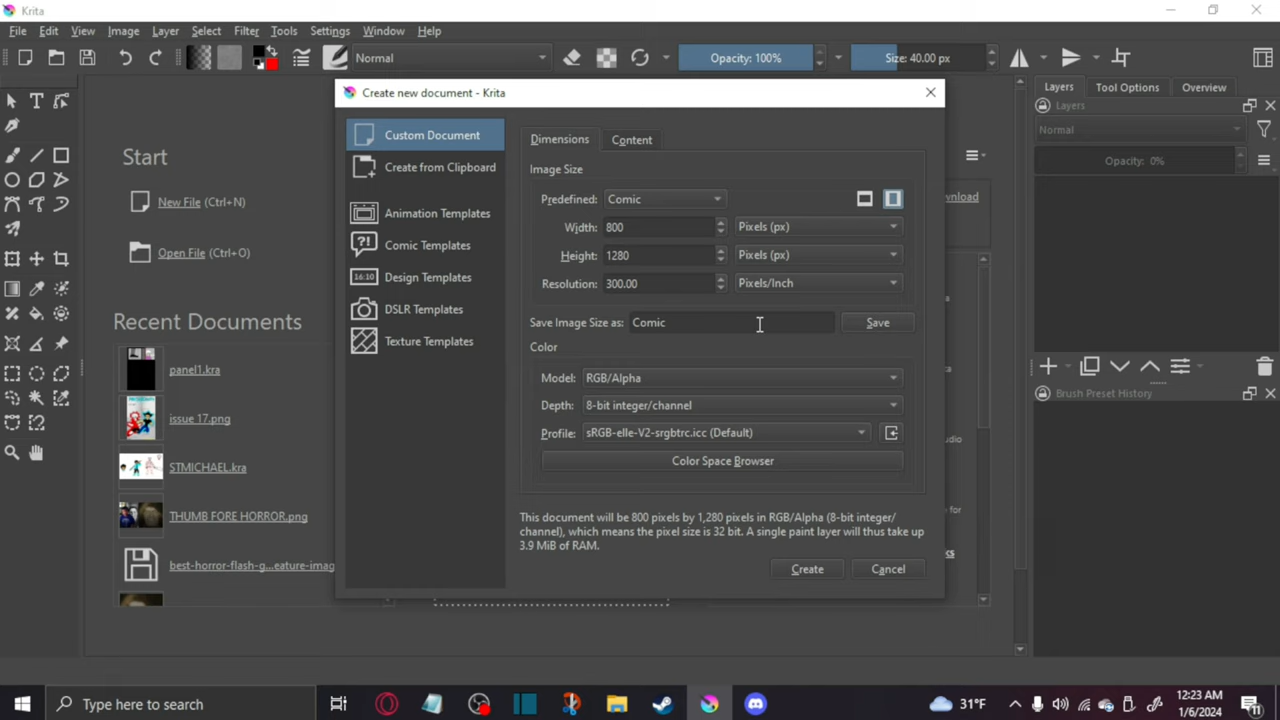 Krita
File Edit View Image Layer Select Filter Tools Settings Window Help
Normal
Opacity: 100%
Size: 40.00 px
Create new document - Krita
Layers
Tool Options
Overview
Layers
Normal
Opacity: 0%
Brush Preset History
Start
New File (Ctrl+N)
Open File (Ctrl+O)
Recent Documents
panel1.kra
issue 17.png
STMICHAEL.kra
THUMB FORE HORROR.png
best-horror-flash-g...eature-imag
Custom Document
Create from Clipboard
Animation Templates
Comic Templates
16:10
Design Templates
DSLR Templates
Texture Templates
Dimensions
Content
Image Size
Predefined: Comic
Width: 800 Pixels (px)
Height: 1280 Pixels (px)
Resolution: 300.00 Pixels/Inch
Save Image Size as: Comic Save
Color
Model: RGB/Alpha
Depth: 8-bit integer/channel
Profile: sRGB-elle-V2-srgbtrc.icc (Default)
Color Space Browser
This document will be 800 pixels by 1,280 pixels in RGB/Alpha (8-bit integer/
channel), which means the pixel size is 32 bit. A single paint layer will thus take up
3.9 MiB of RAM.
Create
Cancel
Type here to search
31°F
12:23 AM
1/6/2024